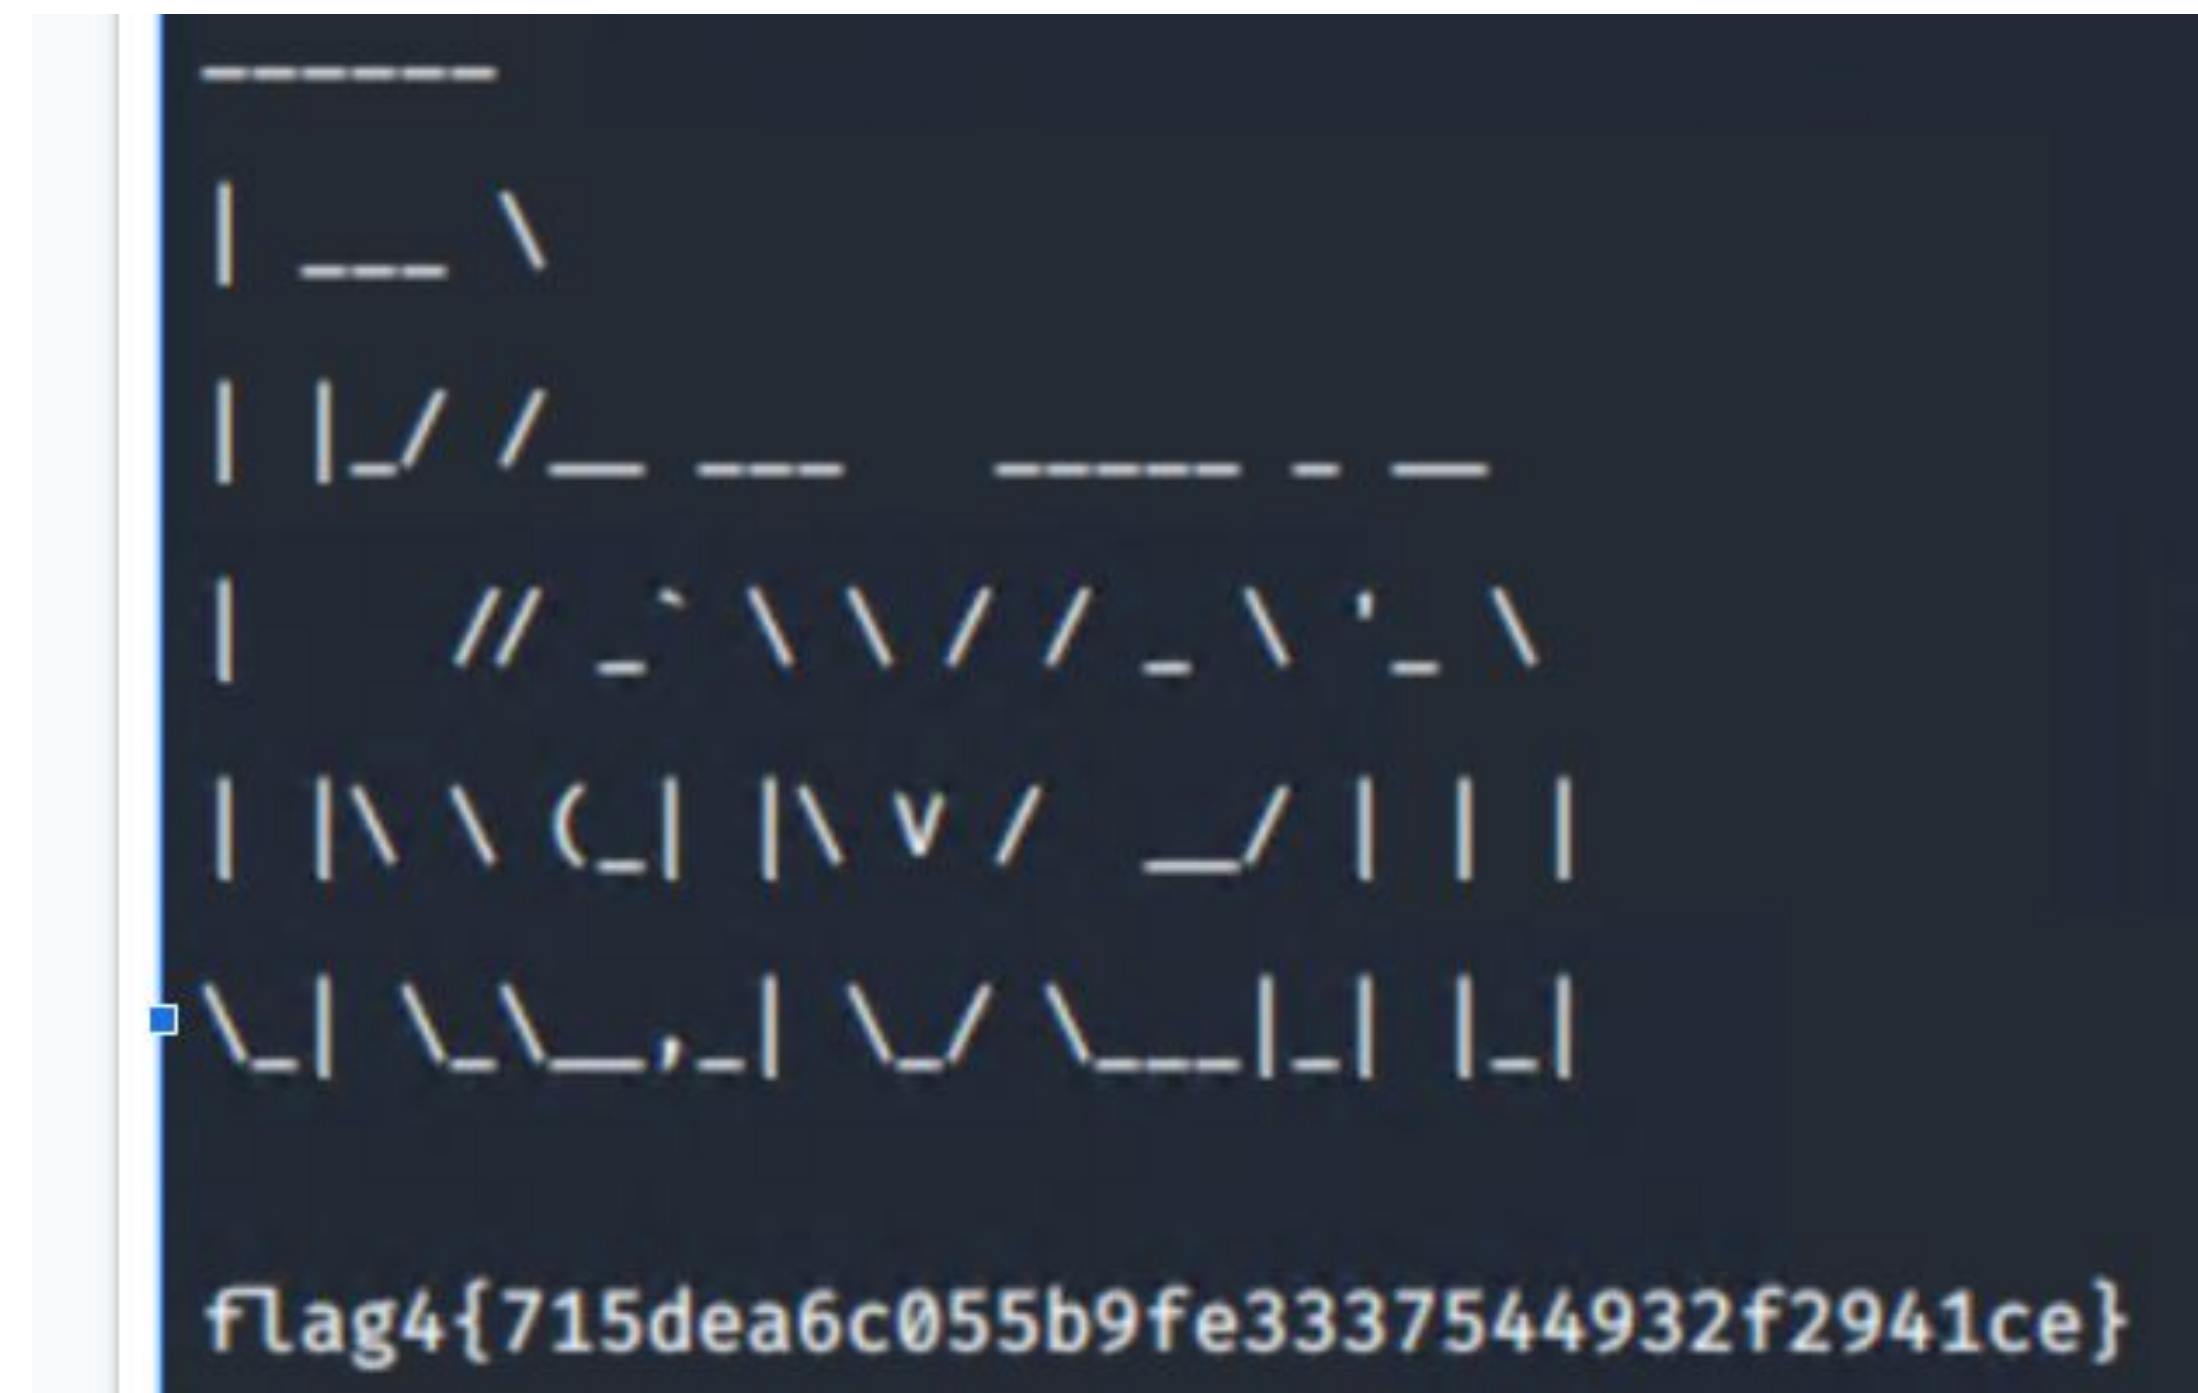 ______
| ___ \
| |_/ /__ ___   _____ _ __
|    // _` \ \ / / _ \ '_ \
| |\ \ (_| |\ V /  __/ | | |
\_| \_\__,_| \_/ \___|_| |_|
flag4{715dea6c055b9fe3337544932f2941ce}